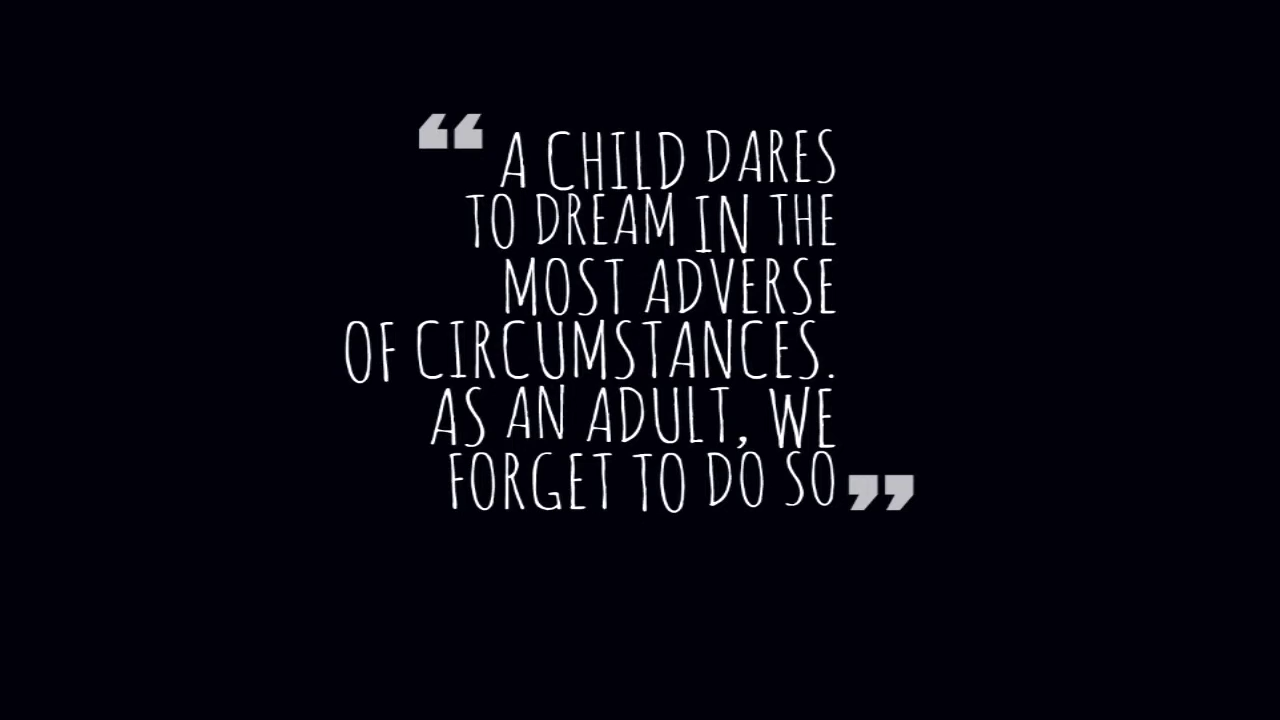 “ A CHILD DARES
TO DREAM IN THE
MOST ADVERSE
OF CIRCUMSTANCES.
AS AN ADULT, WE
FORGET TO DO SO ”